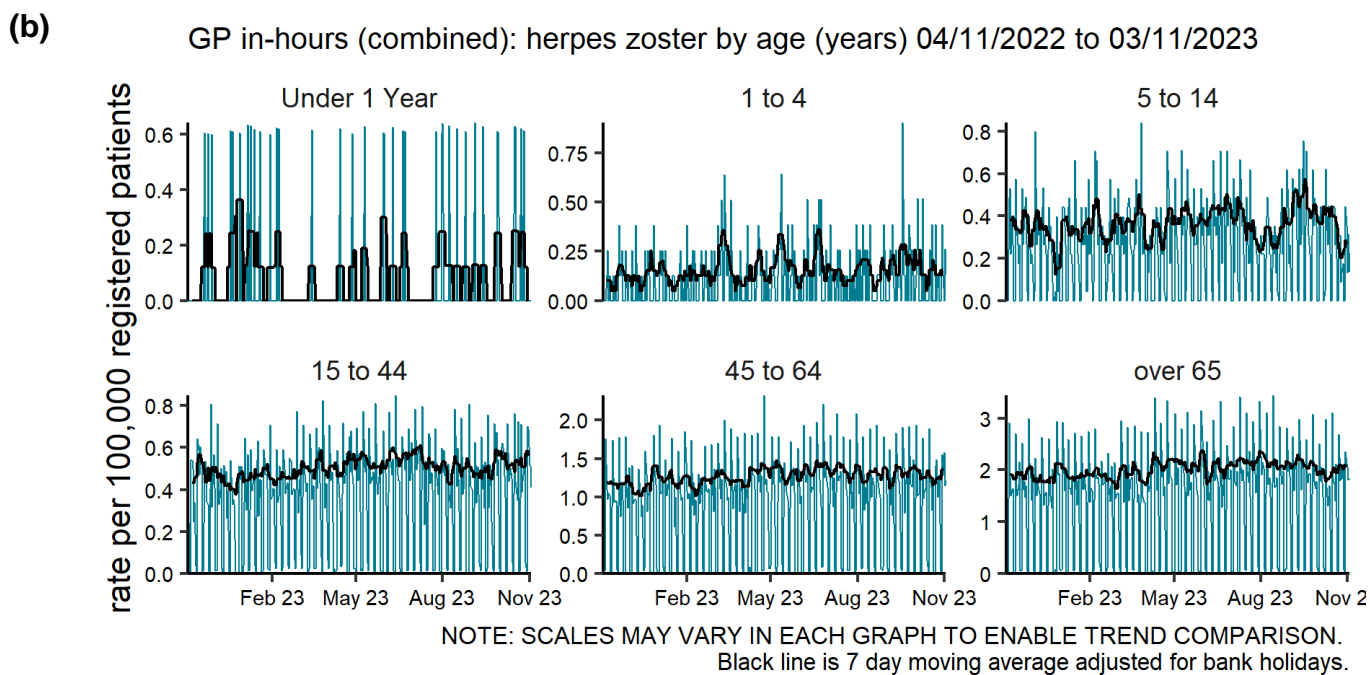 (b)
GP in-hours (combined): herpes zoster by age (years) 04/11/2022 to 03/11/2023
rate per 100,000 registered patients
Under 1 Year
0.6
0.4
0.2
0.0
1 to 4
0.75
0.50
0.25
0.00
5 to 14
0.8
0.6
0.4
0.2
0.0
15 to 44
0.8
0.6
0.4
0.2
0.0
Feb 23 May 23 Aug 23 Nov 23
45 to 64
2.0
1.5
1.0
0.5
0.0
Feb 23 May 23 Aug 23 Nov 23
over 65
3
2
1
0
Feb 23 May 23 Aug 23 Nov 2
NOTE: SCALES MAY VARY IN EACH GRAPH TO ENABLE TREND COMPARISON.
Black line is 7 day moving average adjusted for bank holidays.